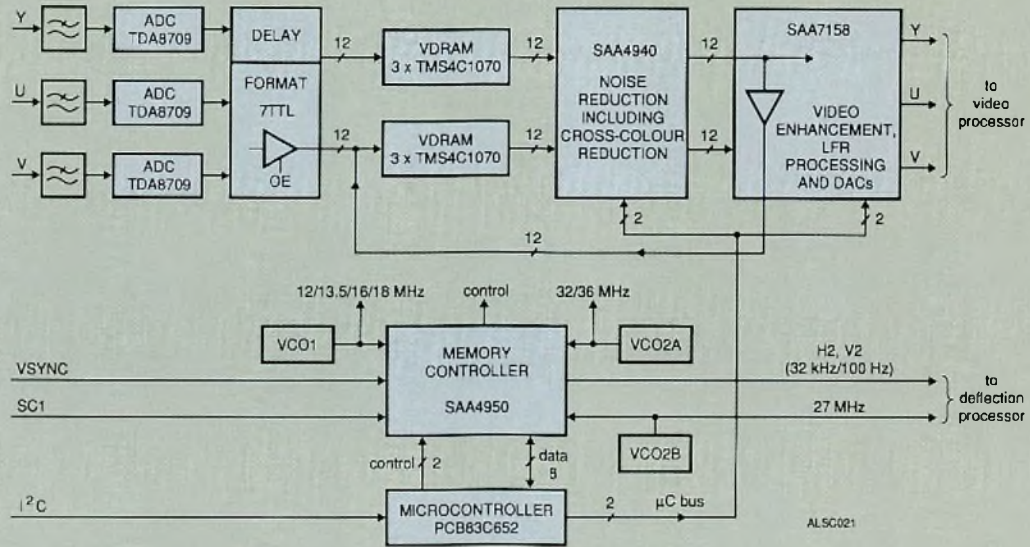 Y
ADC
TDA8709
DELAY
12
VDRAM
3 x TMS4C1070
12
SAA4940
NOISE
REDUCTION
INCLUDING
CROSS-COLOUR
REDUCTION
12
SAA7158
VIDEO
ENHANCEMENT,
LFR
PROCESSING
AND DACs
Y
U
V
to
video
processor
U
ADC
TDA8709
FORMAT
7TTL
OE
12
VDRAM
3 x TMS4C1070
12
12
V
ADC
TDA8709
2
2
12
12/13.5/16/18 MHz
control
32/36 MHz
VCO1
MEMORY
CONTROLLER
SAA4950
VCO2A
VSYNC
H2, V2
(32 kHz/100 Hz)
SC1
27 MHz
to
deflection
processor
VCO2B
control
2
data
8
I²C
MICROCONTROLLER
PCB83C652
2
µC bus
ALSC021